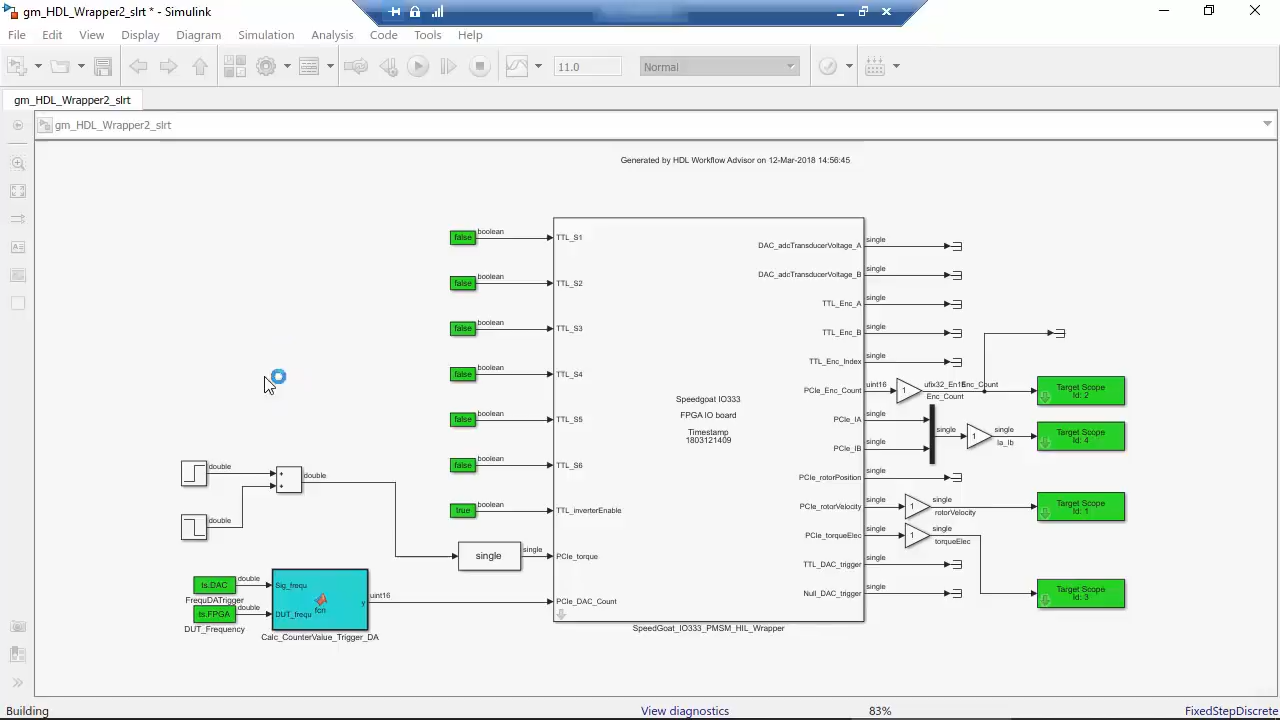 gm_HDL_Wrapper2_slrt * - Simulink
File Edit View Display Diagram Simulation Analysis Code Tools Help
11.0
Normal
gm_HDL_Wrapper2_slrt
gm_HDL_Wrapper2_slrt
Generated by HDL Workflow Advisor on 12-Mar-2018 14:56:45
false boolean TTL_S1
false boolean TTL_S2
false boolean TTL_S3
false boolean TTL_S4
false boolean TTL_S5
false boolean TTL_S6
true boolean TTL_inverterEnable
double
double
double
single
single PCIe_torque
ts.DAC double Sig_frequ
FrequDATrigger
ts.FPGA double DUT_frequ
DUT_Frequency
fcn
y
uint16 PCIe_DAC_Count
Calc_CounterValue_Trigger_DA
Speedgoat IO333
FPGA IO board
Timestamp
1803121409
DAC_adcTransducerVoltage_A single
DAC_adcTransducerVoltage_B single
TTL_Enc_A single
TTL_Enc_B single
TTL_Enc_Index single
PCIe_Enc_Count uint16 1 Enc_Count
Enc_Count
Target Scope
Id: 2
PCIe_IA single
PCIe_IB single
single 1 single
Ia_Ib
Target Scope
Id: 4
PCIe_rotorPosition single
PCIe_rotorVelocity single 1 single
rotorVelocity
Target Scope
Id: 1
PCIe_torqueElec single 1 single
torqueElec
TTL_DAC_trigger single
Null_DAC_trigger single
Target Scope
Id: 3
SpeedGoat_IO333_PMSM_HIL_Wrapper
Building View diagnostics 83% FixedStepDiscrete